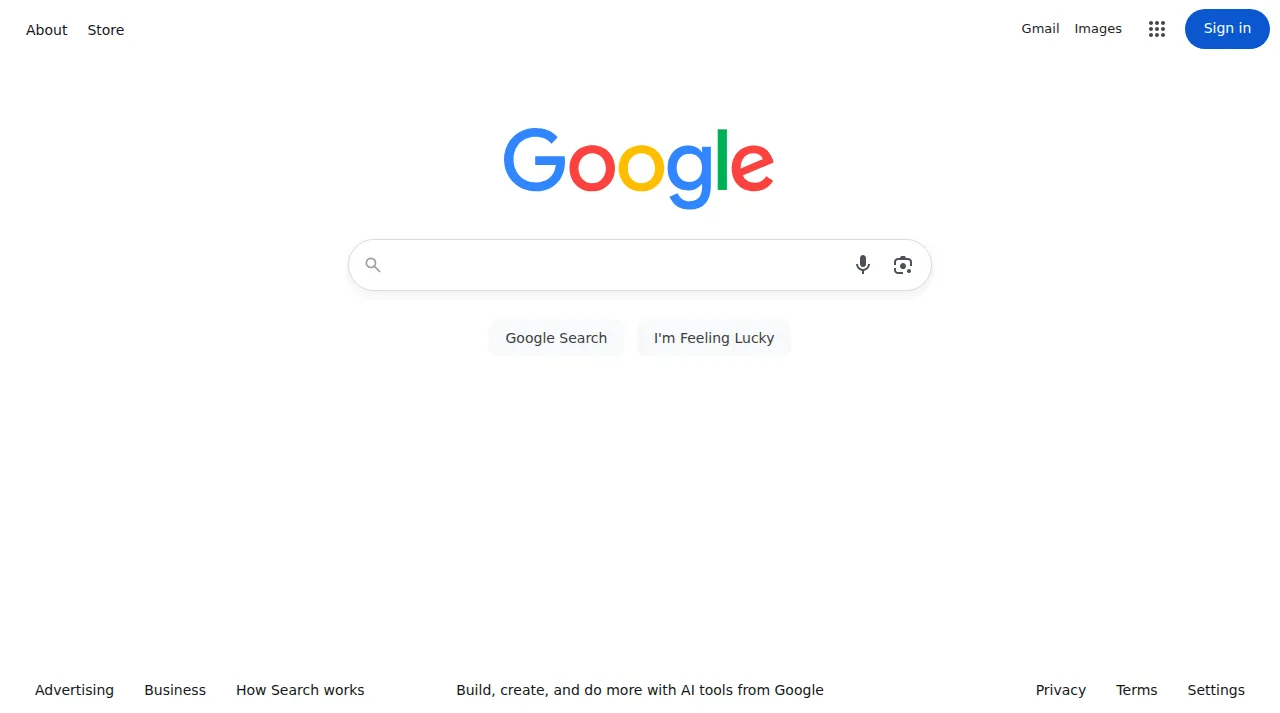 About Store
Gmail Images Sign in
Google
Google Search I'm Feeling Lucky
Advertising Business How Search works Build, create, and do more with AI tools from Google Privacy Terms Settings